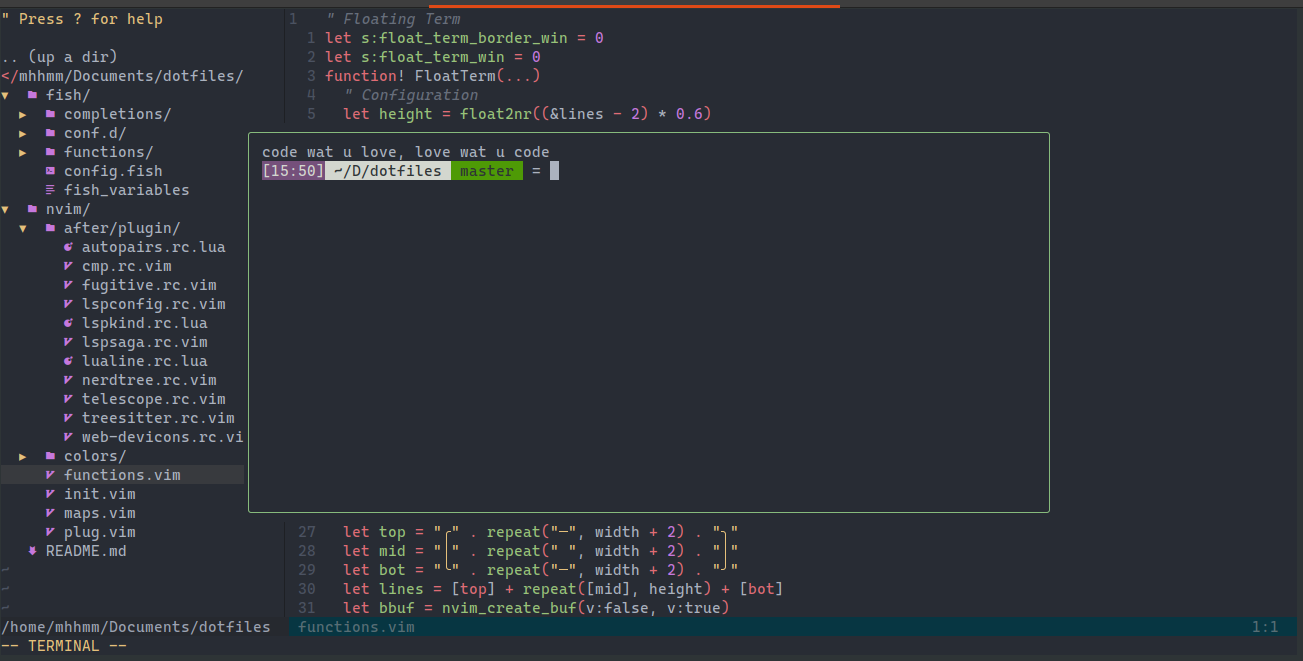 " Press ? for help
.. (up a dir)
</mhhmm/Documents/dotfiles/
▼ fish/
▶ completions/
▶ conf.d/
▶ functions/
config.fish
fish_variables
▼ nvim/
▼ after/plugin/
autopairs.rc.lua
cmp.rc.vim
fugitive.rc.vim
lspconfig.rc.vim
lspkind.rc.lua
lspsaga.rc.vim
lualine.rc.lua
nerdtree.rc.vim
telescope.rc.vim
treesitter.rc.vim
web-devicons.rc.vi
▶ colors/
functions.vim
init.vim
maps.vim
plug.vim
README.md
~
~
~
/home/mhhmm/Documents/dotfiles
1 " Floating Term
1 let s:float_term_border_win = 0
2 let s:float_term_win = 0
3 function! FloatTerm(...)
4 " Configuration
5 let height = float2nr((&lines - 2) * 0.6)
code wat u love, love wat u code
[15:50] ~/D/dotfiles master =
27 let top = "╭" . repeat("─", width + 2) . "╮"
28 let mid = "│" . repeat(" ", width + 2) . "│"
29 let bot = "╰" . repeat("─", width + 2) . "╯"
30 let lines = [top] + repeat([mid], height) + [bot]
31 let bbuf = nvim_create_buf(v:false, v:true)
functions.vim 1:1
-- TERMINAL --